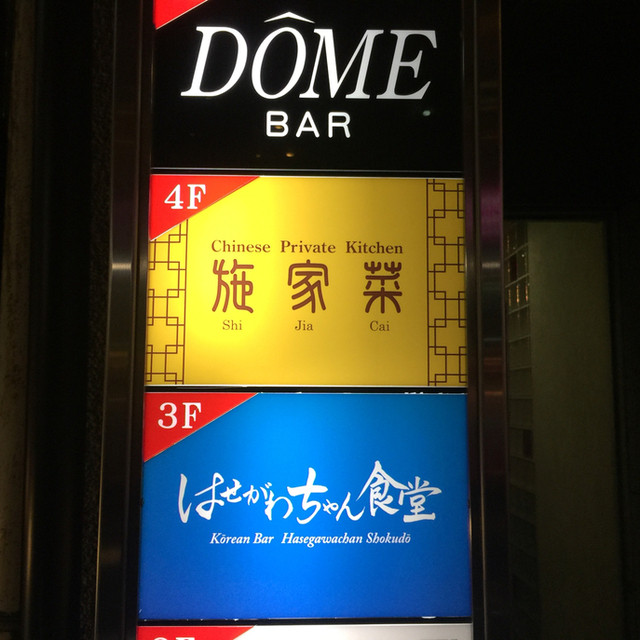 DÔME
BAR
4F
Chinese Private Kitchen
施家菜
Shi Jia Cai
3F
はせがわちゃん食堂
Kōrean Bar Hasegawachan Shokudō